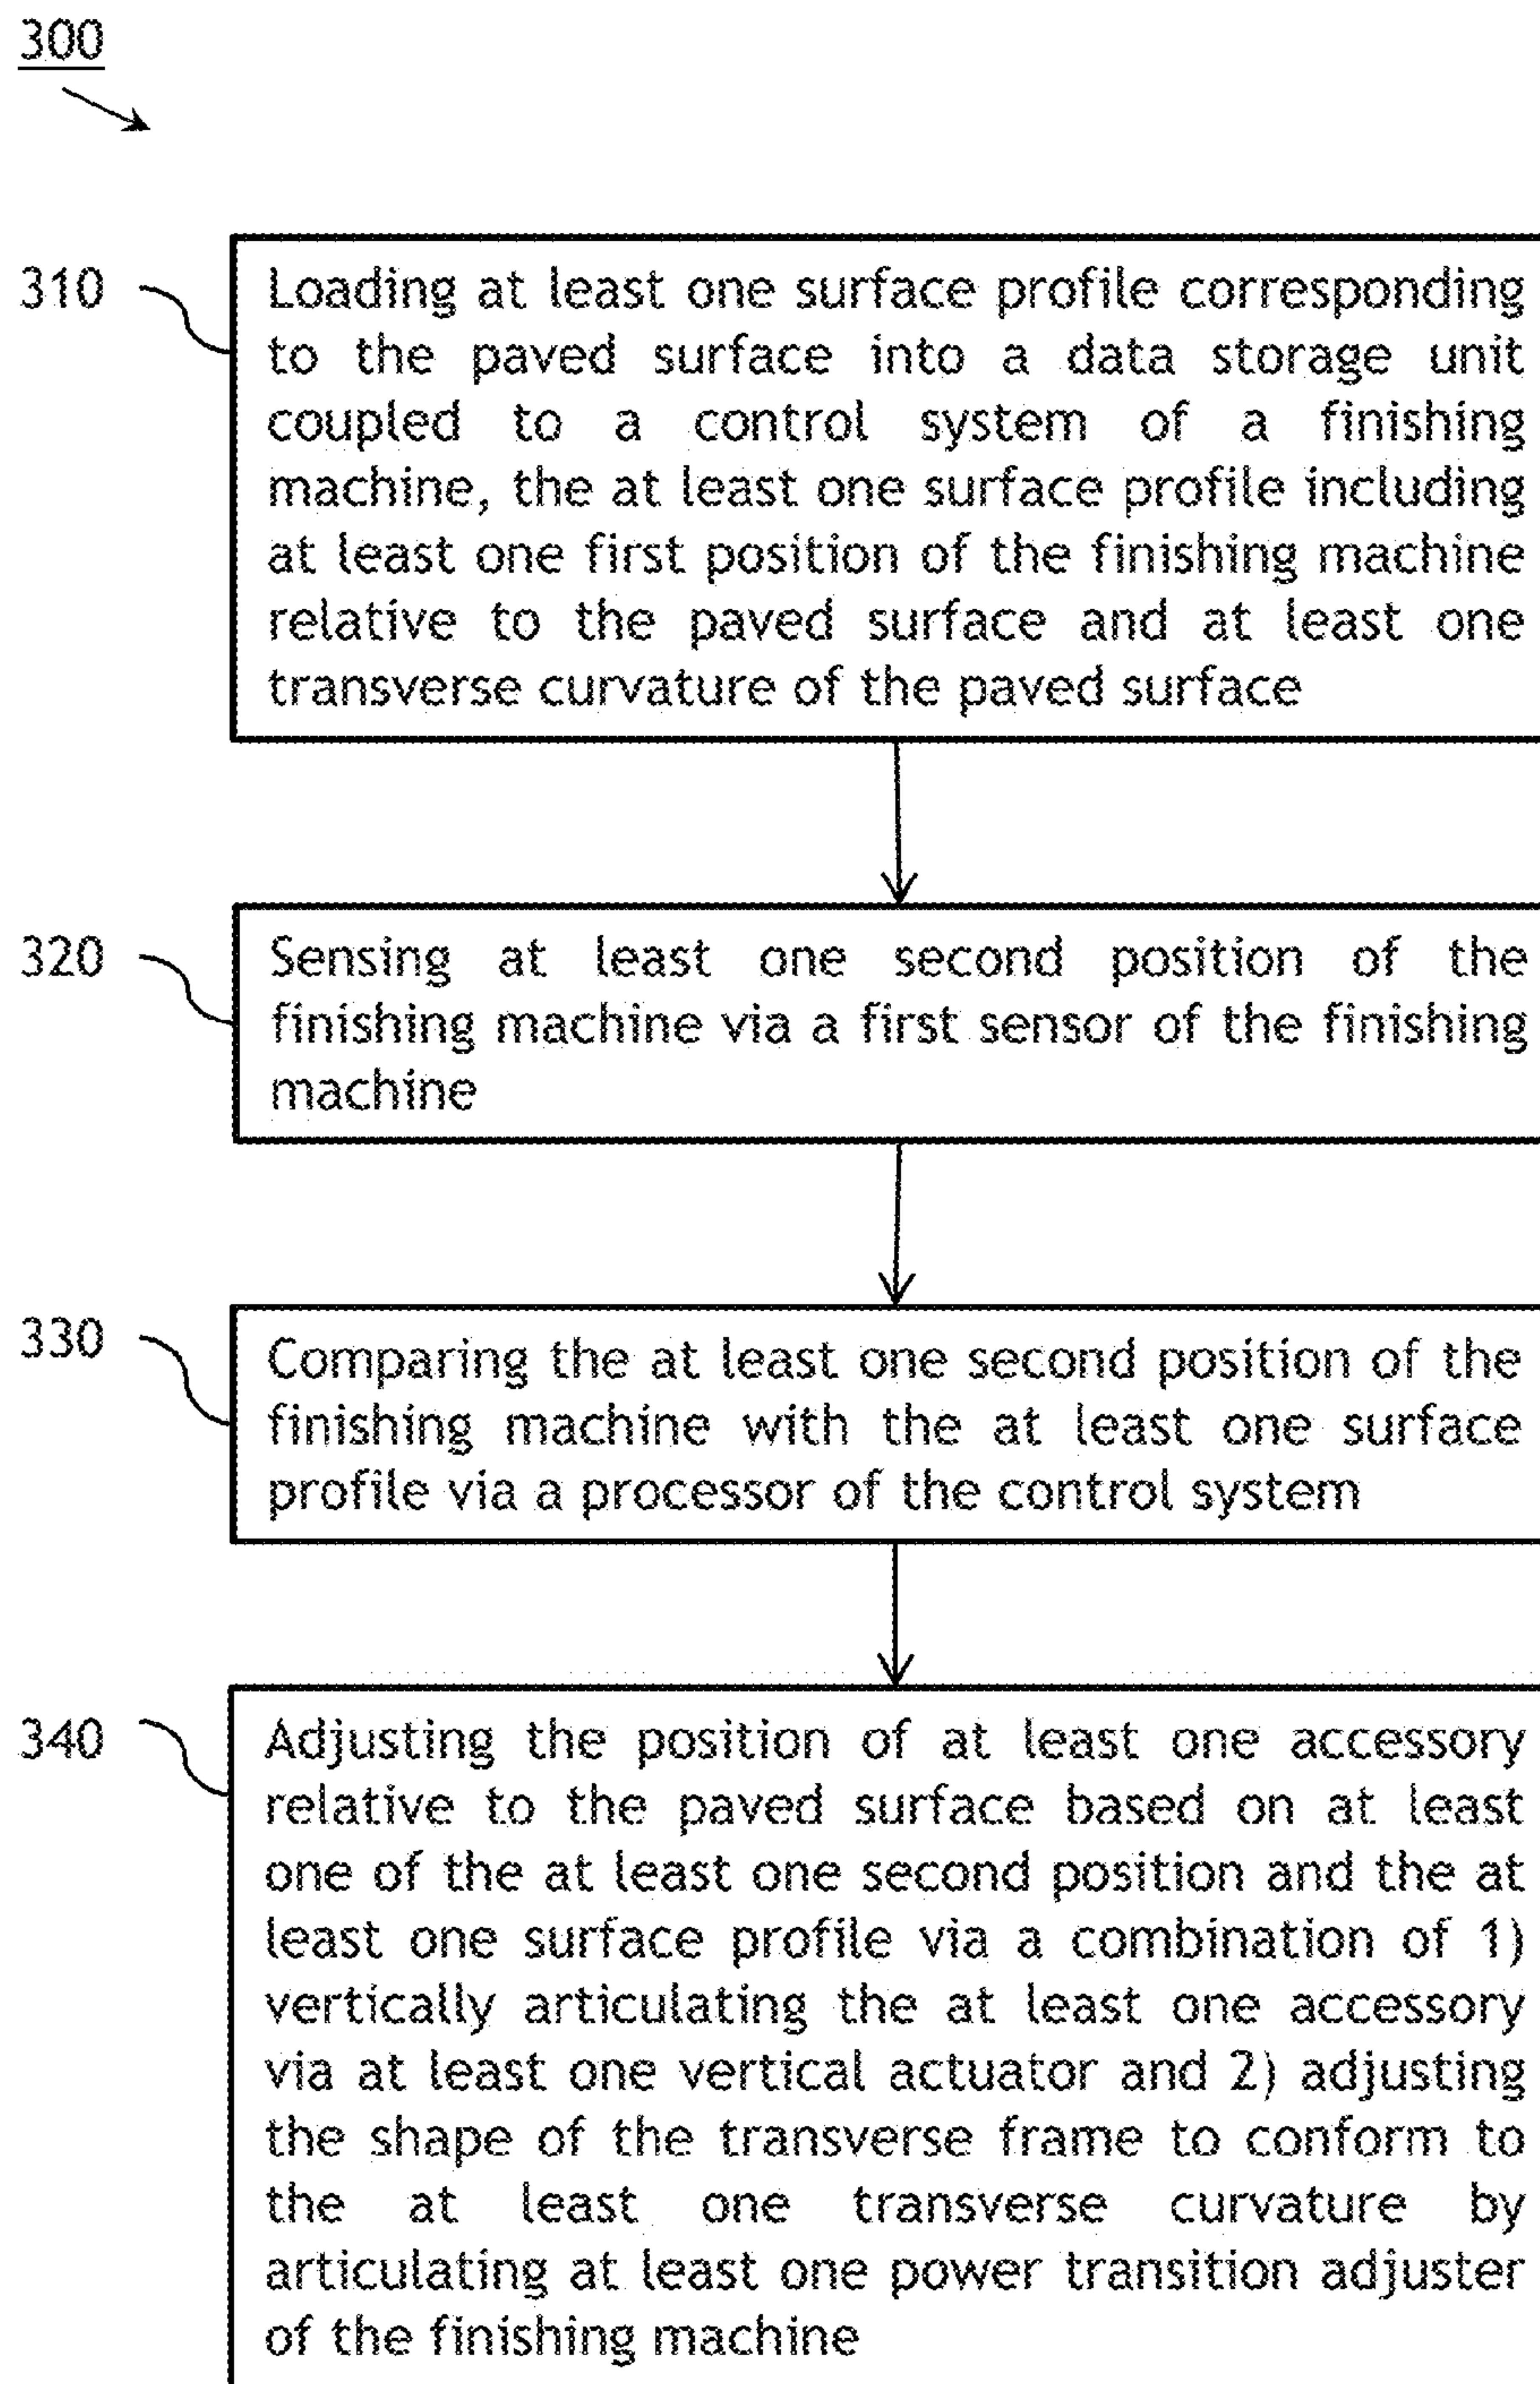 300
310
Loading at least one surface profile corresponding
to the paved surface into a data storage unit
coupled to a control system of a finishing
machine, the at least one surface profile including
at least one first position of the finishing machine
relative to the paved surface and at least one
transverse curvature of the paved surface
320
Sensing at least one second position of the
finishing machine via a first sensor of the finishing
machine
330
Comparing the at least one second position of the
finishing machine with the at least one surface
profile via a processor of the control system
340
Adjusting the position of at least one accessory
relative to the paved surface based on at least
one of the at least one second position and the at
least one surface profile via a combination of 1)
vertically articulating the at least one accessory
via at least one vertical actuator and 2) adjusting
the shape of the transverse frame to conform to
the at least one transverse curvature by
articulating at least one power transition adjuster
of the finishing machine